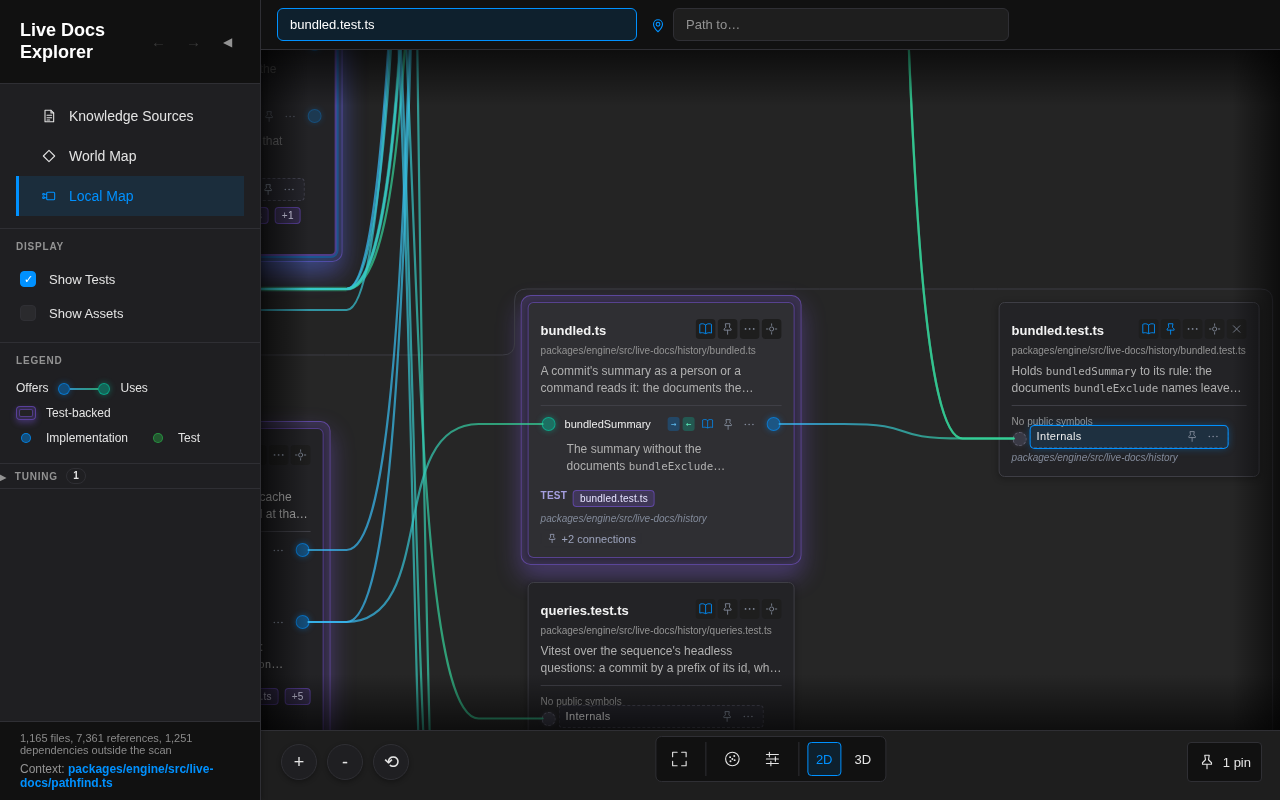 Live Docs
Explorer
← → ◀
bundled.test.ts
Path to…
Knowledge Sources
World Map
Local Map
DISPLAY
Show Tests
Show Assets
LEGEND
Offers Uses
Test-backed
Implementation Test
TUNING 1
1,165 files, 7,361 references, 1,251
dependencies outside the scan
Context: packages/engine/src/live-
docs/pathfind.ts
the
that
+1
cache
at tha…
on…
ts +5
bundled.ts
packages/engine/src/live-docs/history/bundled.ts
A commit's summary as a person or a
command reads it: the documents the…
bundledSummary
The summary without the
documents bundleExclude…
TEST bundled.test.ts
packages/engine/src/live-docs/history
+2 connections
queries.test.ts
packages/engine/src/live-docs/history/queries.test.ts
Vitest over the sequence's headless
questions: a commit by a prefix of its id, wh…
No public symbols
Internals
bundled.test.ts
packages/engine/src/live-docs/history/bundled.test.ts
Holds bundledSummary to its rule: the
documents bundleExclude names leave…
No public symbols
Internals
packages/engine/src/live-docs/history
+ - ⟲
2D 3D
1 pin